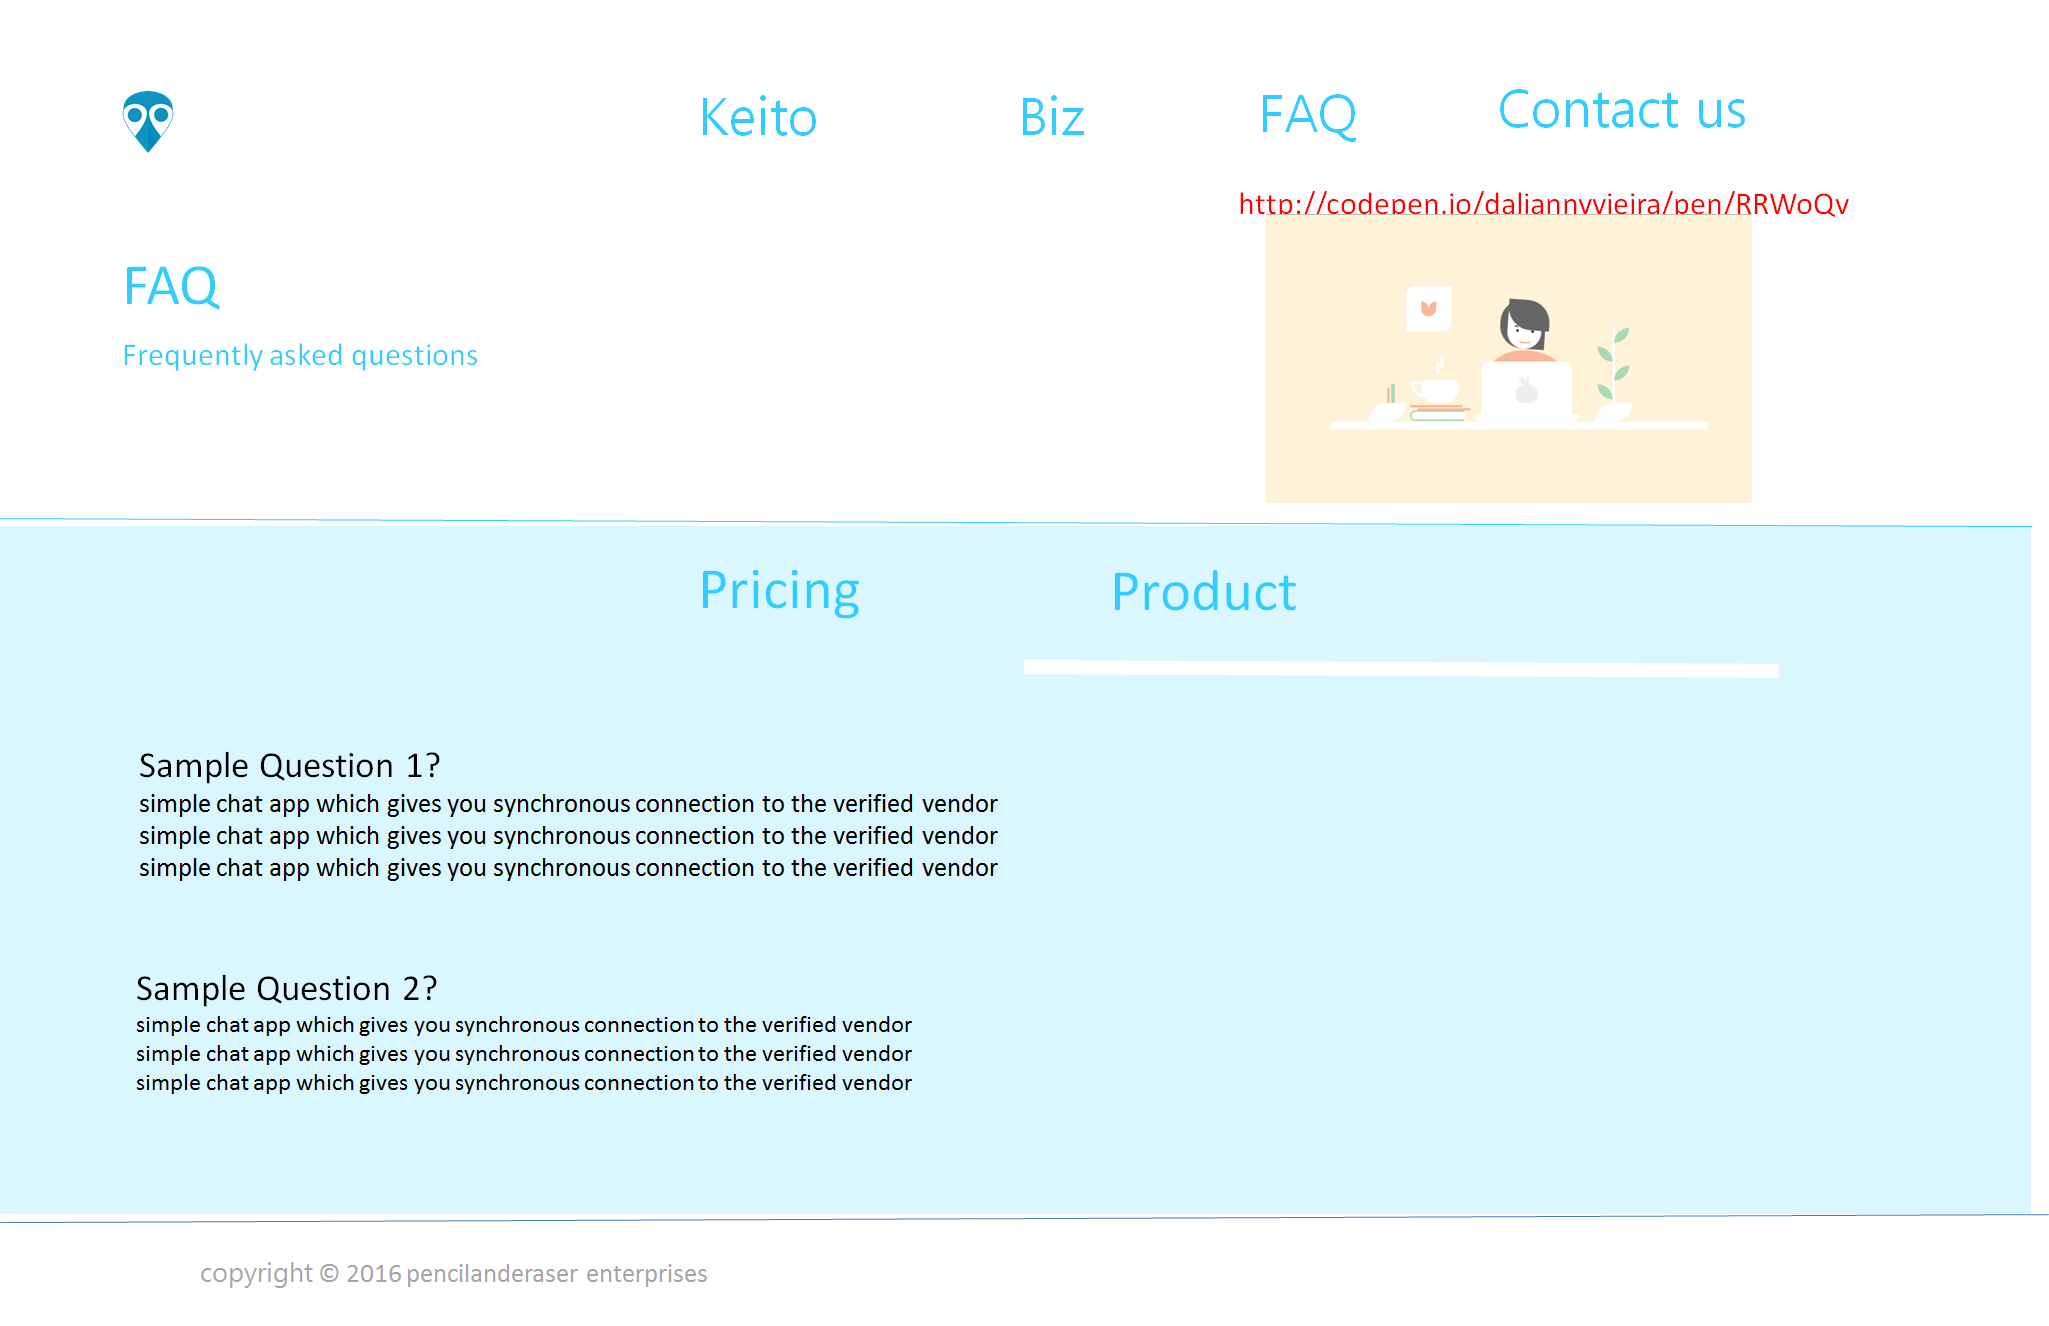 Keito Biz FAQ Contact us
http://codepen.io/daliannyvieira/pen/RRWoQv
FAQ
Frequently asked questions
Pricing Product
Sample Question 1?
simple chat app which gives you synchronous connection to the verified vendor
simple chat app which gives you synchronous connection to the verified vendor
simple chat app which gives you synchronous connection to the verified vendor
Sample Question 2?
simple chat app which gives you synchronous connection to the verified vendor
simple chat app which gives you synchronous connection to the verified vendor
simple chat app which gives you synchronous connection to the verified vendor
copyright © 2016 pencilanderaser enterprises